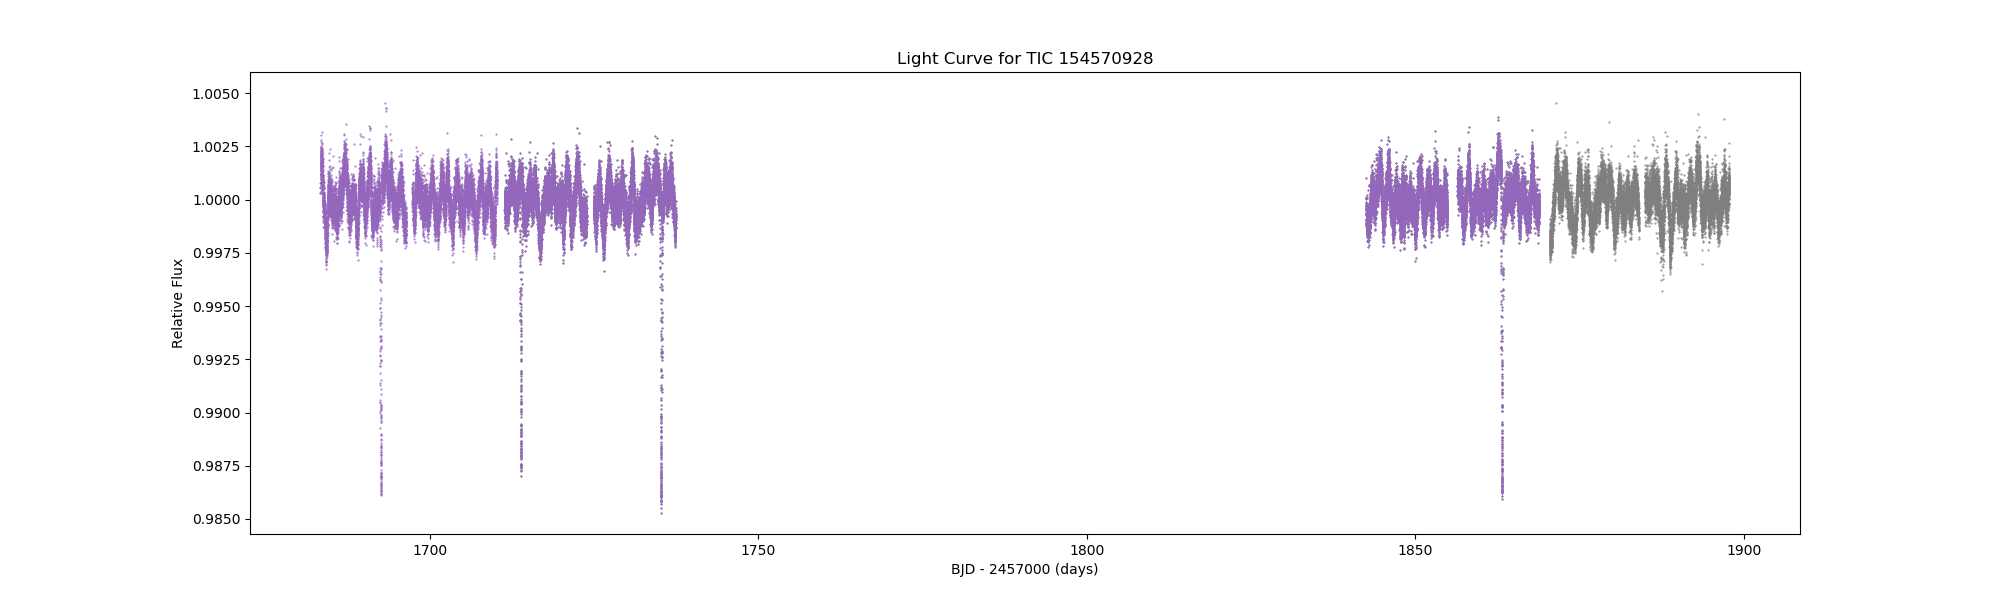 Light Curve for TIC 154570928
1.0050
1.0025
1.0000
0.9975
0.9950
0.9925
0.9900
0.9875
0.9850
Relative Flux
1700 1750 1800 1850 1900
BJD - 2457000 (days)